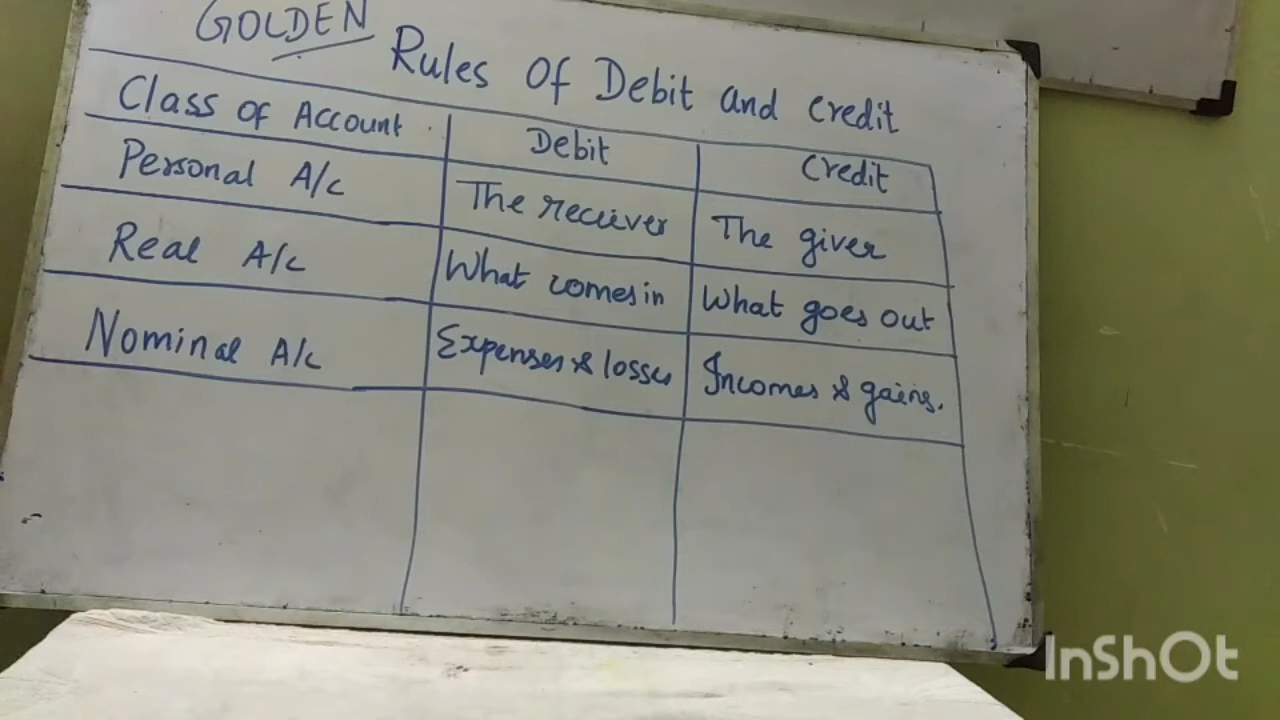 GOLDEN Rules Of Debit and Credit
Class of Account Debit Credit
Personal A/c The reciever The giver
Real A/c What comes in What goes out
Nominal A/c Expenses & losses Incomes & gains.
InShOt